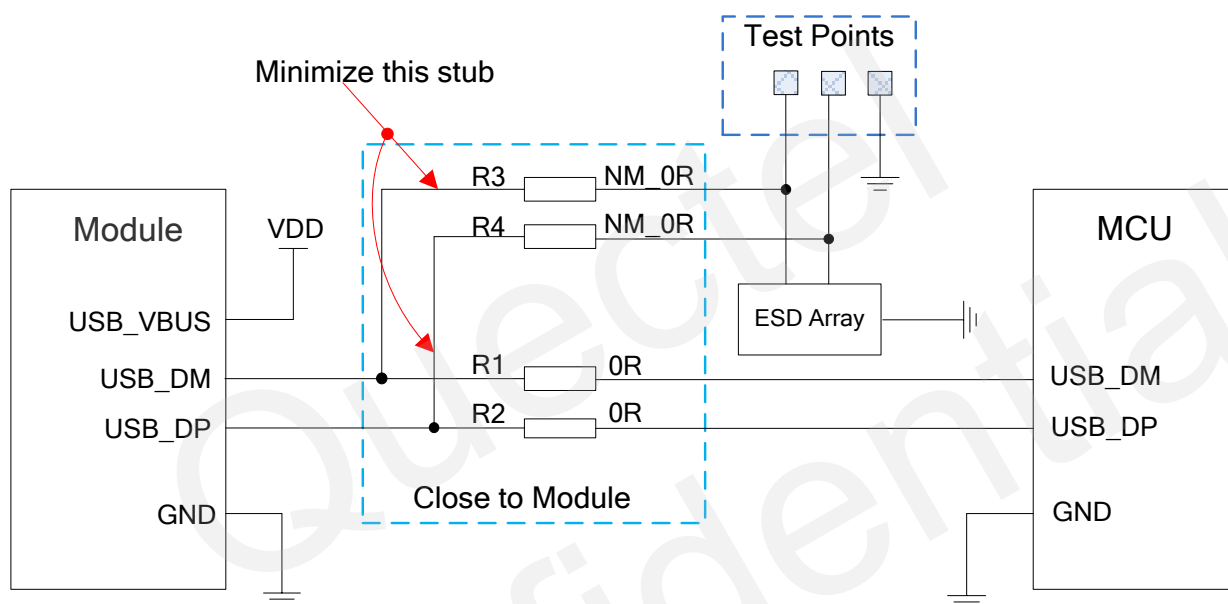 Test Points
Minimize this stub
R3 NM_0R
R4 NM_0R
Module
VDD
MCU
USB_VBUS
ESD Array
USB_DM
R1 0R
USB_DM
USB_DP
R2 0R
USB_DP
Close to Module
GND
GND
Quectel
Confidential